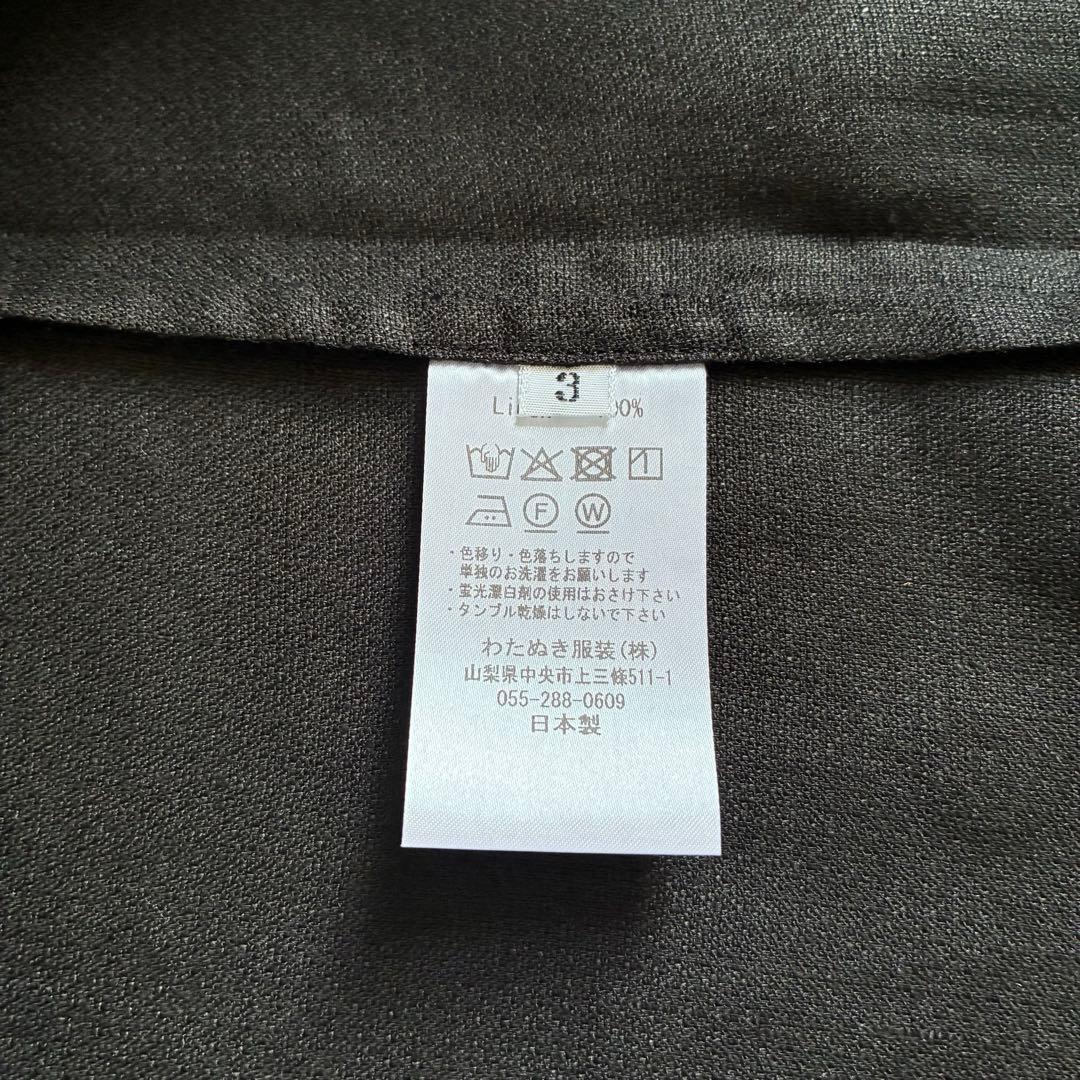 3
00%
F W
・色移り・色落ちしますので
単独のお洗濯をお願いします
・蛍光漂白剤の使用はおさけ下さい
・タンブル乾燥はしないで下さい
わたぬき服装(株)
山梨県中央市上三條511-1
055-288-0609
日本製